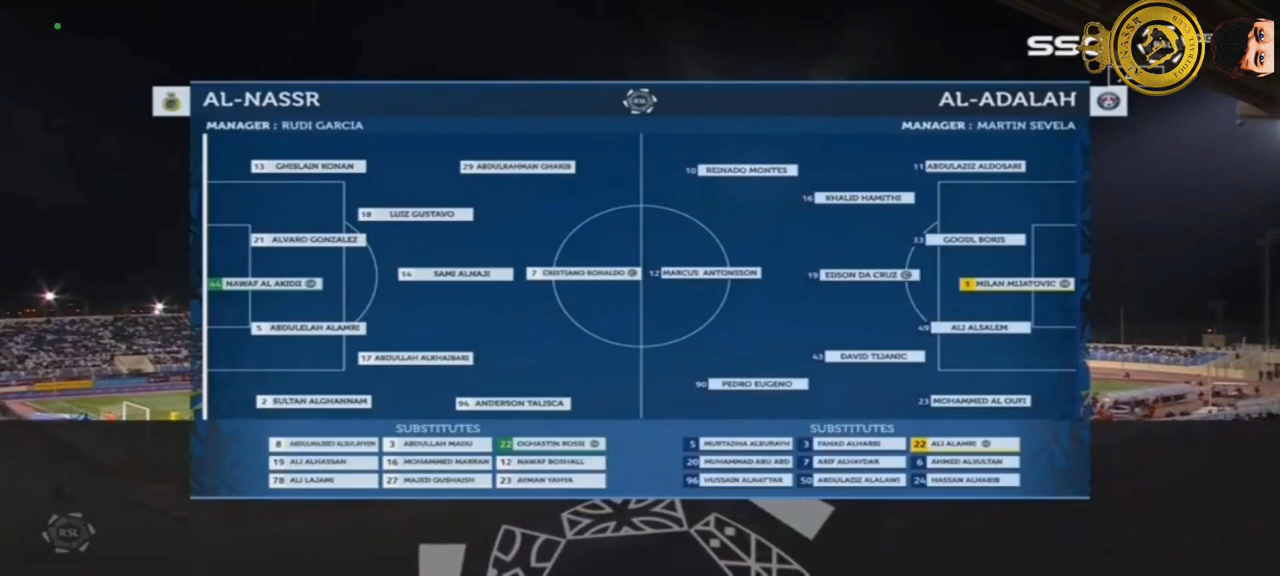 SSC
AL NASSR
FOOTBALL CLUB
AL-NASSR
RSL
AL-ADALAH
MANAGER : RUDI GARCIA
MANAGER : MARTIN SEVELA
13 GHISLAIN KONAN
29 ABDULRAHMAN GHARIB
10 REINADO MONTES
11 ABDULAZIZ ALDOSARI
16 KHALID HAMITHI
18 LUIZ GUSTAVO
21 ALVARO GONZALEZ
33 GOODL BORIS
14 SAMI ALNAJI
7 CRISTIANO RONALDO
12 MARCUS ANTONSSON
19 EDSON DA CRUZ
44 NAWAF AL AKIDII
1 MILAN MIJATOVIC
5 ABDULELAH ALAMRI
49 ALI ALSALEM
17 ABDULLAH ALKHAIBARI
43 DAVID TIJANIC
90 PEDRO EUGENO
2 SULTAN ALGHANNAM
94 ANDERSON TALISCA
23 MOHAMMED AL OUFI
SUBSTITUTES
SUBSTITUTES
8 ABDULMAJEED ALSULAYHEM
3 ABDULLAH MADU
22 OGHASTIN ROSSI
5 MURTADHA ALBURAYH
3 FAHAD ALHARBI
22 ALI ALAMRI
19 ALI ALHASSAN
16 MOHAMMED MARRAN
12 NAWAF BOSHALL
20 MUHAMMAD ABU ABD
7 ARIF ALHAYDAR
6 AHMED ALSULTAN
78 ALI LAJAMI
27 MAJED QUSHAISH
23 AYMAN YAHYA
96 HUSSAIN ALNATTAR
50 ABDULAZIZ ALALAWI
24 HASSAN ALHABIB
RSL